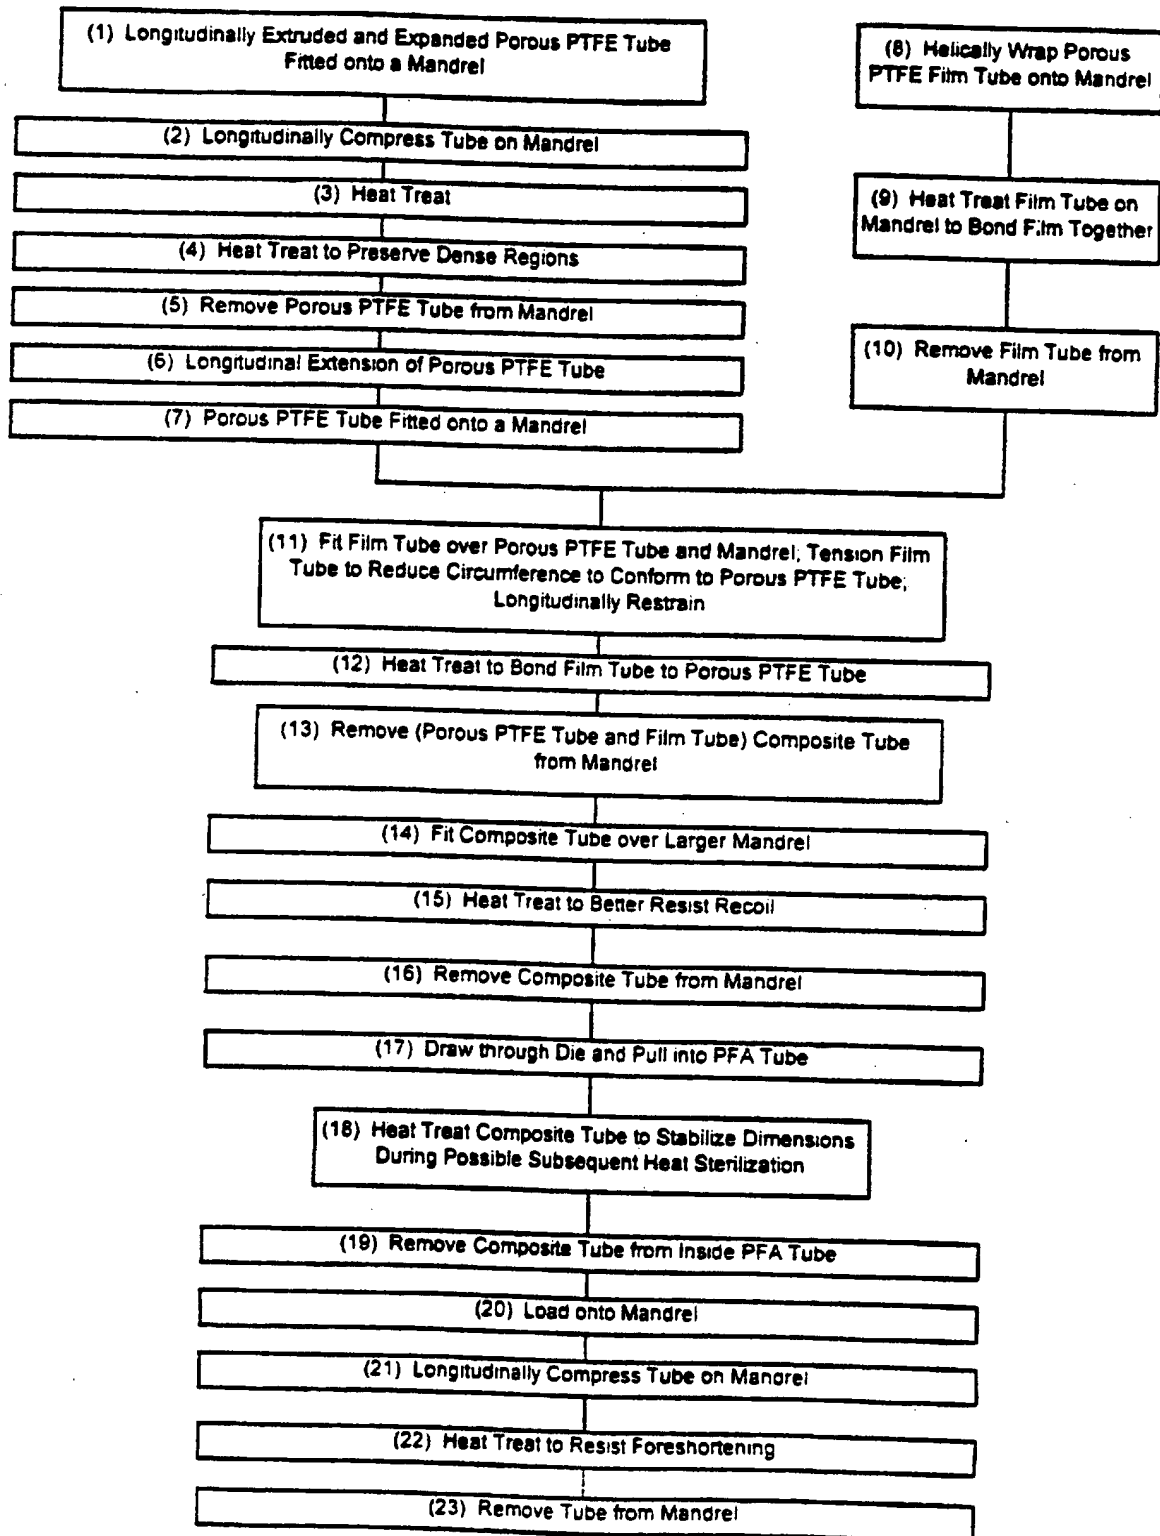 (1) Longitudinally Extruded and Expanded Porous PTFE Tube
Fitted onto a Mandrel
(2) Longitudinally Compress Tube on Mandrel
(3) Heat Treat
(4) Heat Treat to Preserve Dense Regions
(5) Remove Porous PTFE Tube from Mandrel
(6) Longitudinal Extension of Porous PTFE Tube
(7) Porous PTFE Tube Fitted onto a Mandrel
(8) Helically Wrap Porous
PTFE Film Tube onto Mandrel
(9) Heat Treat Film Tube on
Mandrel to Bond Film Together
(10) Remove Film Tube from
Mandrel
(11) Fit Film Tube over Porous PTFE Tube and Mandrel; Tension Film
Tube to Reduce Circumference to Conform to Porous PTFE Tube;
Longitudinally Restrain
(12) Heat Treat to Bond Film Tube to Porous PTFE Tube
(13) Remove (Porous PTFE Tube and Film Tube) Composite Tube
from Mandrel
(14) Fit Composite Tube over Larger Mandrel
(15) Heat Treat to Better Resist Recoil
(16) Remove Composite Tube from Mandrel
(17) Draw through Die and Pull into PFA Tube
(18) Heat Treat Composite Tube to Stabilize Dimensions
During Possible Subsequent Heat Sterilization
(19) Remove Composite Tube from Inside PFA Tube
(20) Load onto Mandrel
(21) Longitudinally Compress Tube on Mandrel
(22) Heat Treat to Resist Foreshortening
(23) Remove Tube from Mandrel